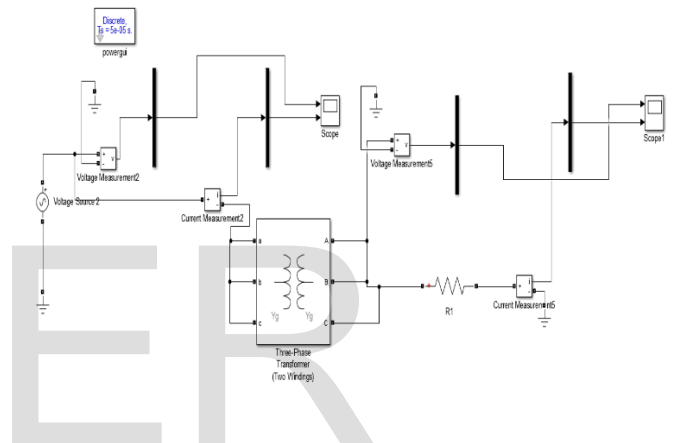 Discrete,
Ts = 5e-05 s.
powergui
Scope
Scope1
+
-
v
Voltage Measurement2
+
-
v
Voltage Measurement5
+
Voltage Source 2
+
i
-
Current Measurement2
a
A
b
B
c
C
Yg
Yg
Three-Phase
Transformer
(Two Windings)
+
R1
+
i
-
Current Measurement5
ER